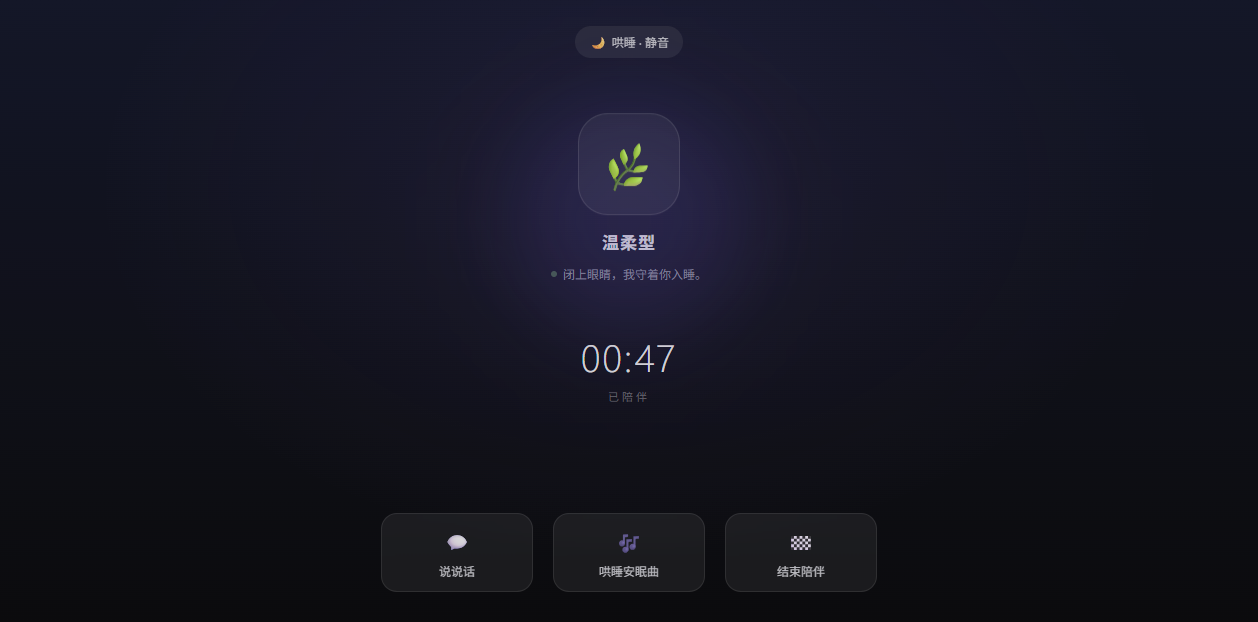 哄睡 · 静音
温柔型
闭上眼睛，我守着你入睡。
00:47
已陪伴
说说话
哄睡安眠曲
结束陪伴